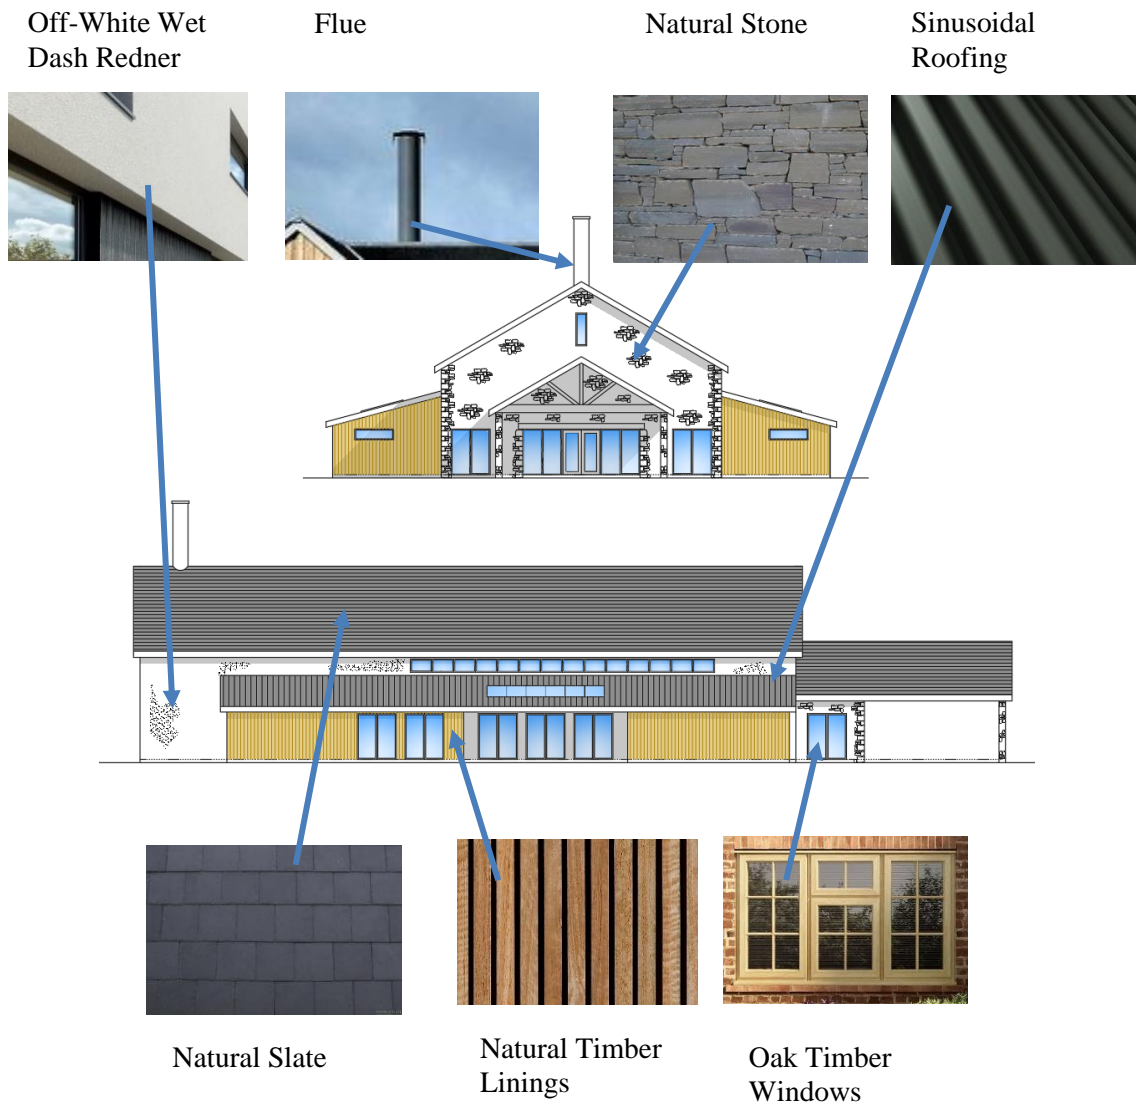 Off-White Wet
Dash Redner
Flue
Natural Stone
Sinusoidal
Roofing
Natural Slate
Natural Timber
Linings
Oak Timber
Windows